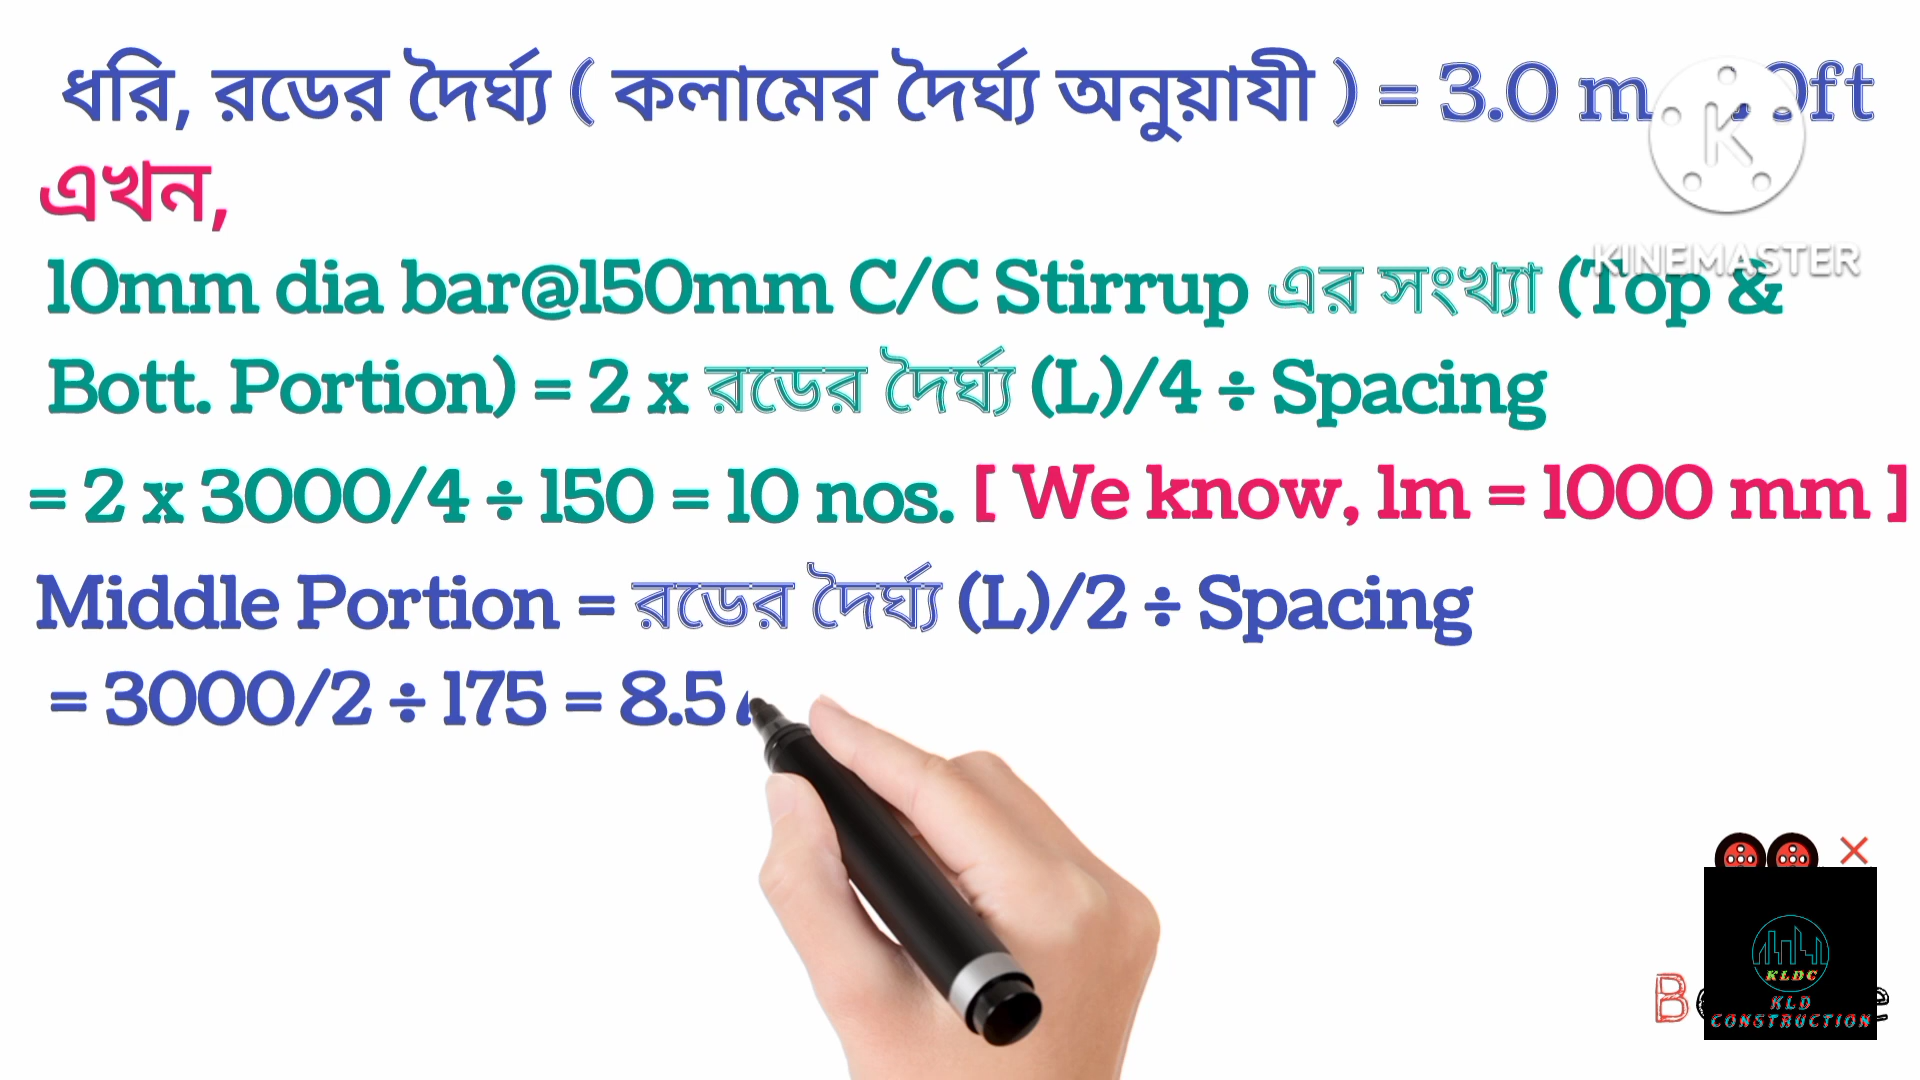 ধরি, রডের দৈর্ঘ্য ( কলামের দৈর্ঘ্য অনুয়াযী ) = 3.0 m
এখন,
KINEMASTER
10mm dia bar@150mm C/C Stirrup এর সংখ্যা (Top &
Bott. Portion) = 2 x রডের দৈর্ঘ্য (L)/4 ÷ Spacing
= 2 x 3000/4 ÷ 150 = 10 nos. [ We know, 1m = 1000 mm ]
Middle Portion = রডের দৈর্ঘ্য (L)/2 ÷ Spacing
= 3000/2 ÷ 175 = 8.5
KLDC
KLD
CONSTRUCTION